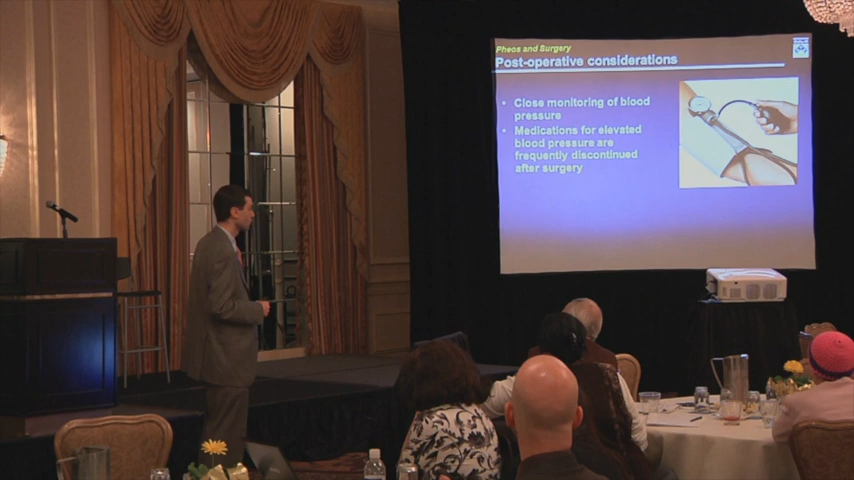 Pheos and Surgery
Post-operative considerations
• Close monitoring of blood
pressure
• Medications for elevated
blood pressure are
frequently discontinued
after surgery